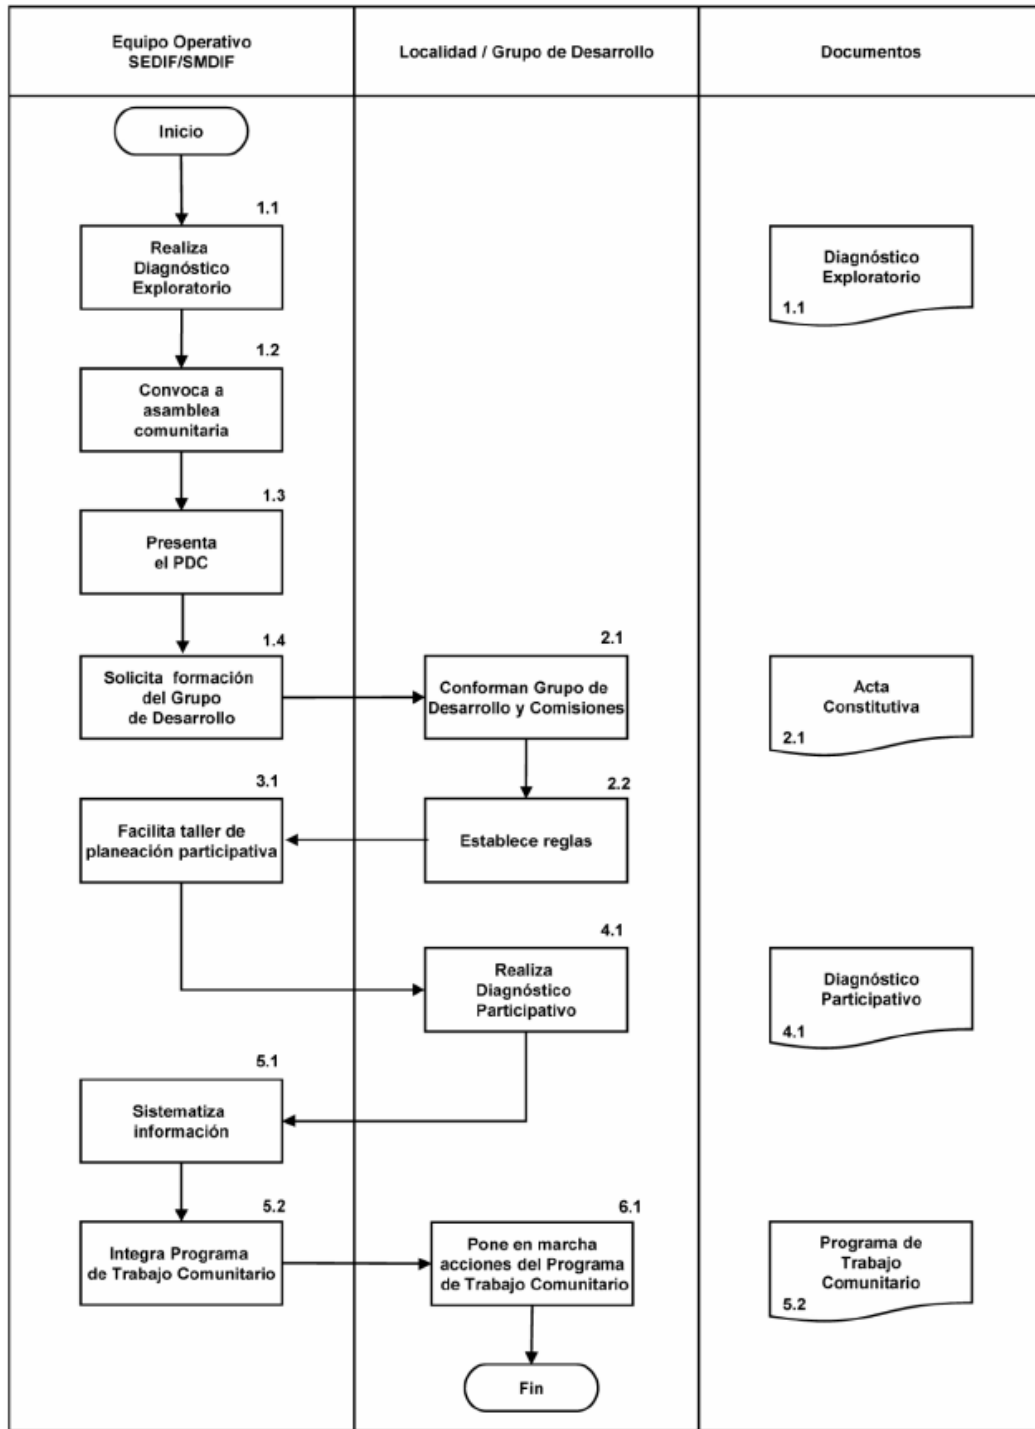 Equipo Operativo
SEDIF/SMDIF
Localidad / Grupo de Desarrollo
Documentos
Inicio
1.1
Realiza
Diagnóstico
Exploratorio
Diagnóstico
Exploratorio
1.1
1.2
Convoca a
asamblea
comunitaria
1.3
Presenta
el PDC
1.4
Solicita formación
del Grupo
de Desarrollo
2.1
Conforman Grupo de
Desarrollo y Comisiones
Acta
Constitutiva
2.1
3.1
Facilita taller de
planeación participativa
2.2
Establece reglas
4.1
Realiza
Diagnóstico
Participativo
Diagnóstico
Participativo
4.1
5.1
Sistematiza
información
5.2
Integra Programa
de Trabajo Comunitario
6.1
Pone en marcha
acciones del Programa
de Trabajo Comunitario
Programa de
Trabajo
Comunitario
5.2
Fin